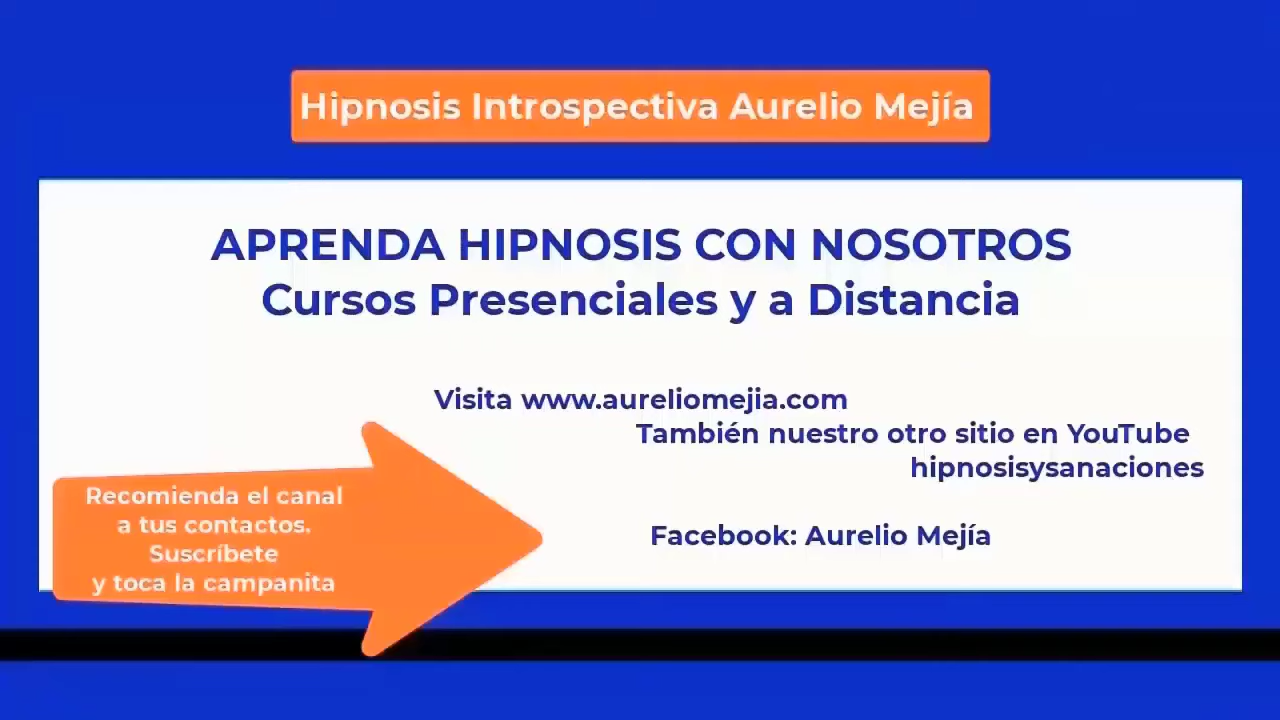 Hipnosis Introspectiva Aurelio Mejía
APRENDA HIPNOSIS CON NOSOTROS
Cursos Presenciales y a Distancia
Visita www.aureliomejia.com
También nuestro otro sitio en YouTube
hipnosisysanaciones
Facebook: Aurelio Mejía
Recomienda el canal
a tus contactos.
Suscríbete
y toca la campanita